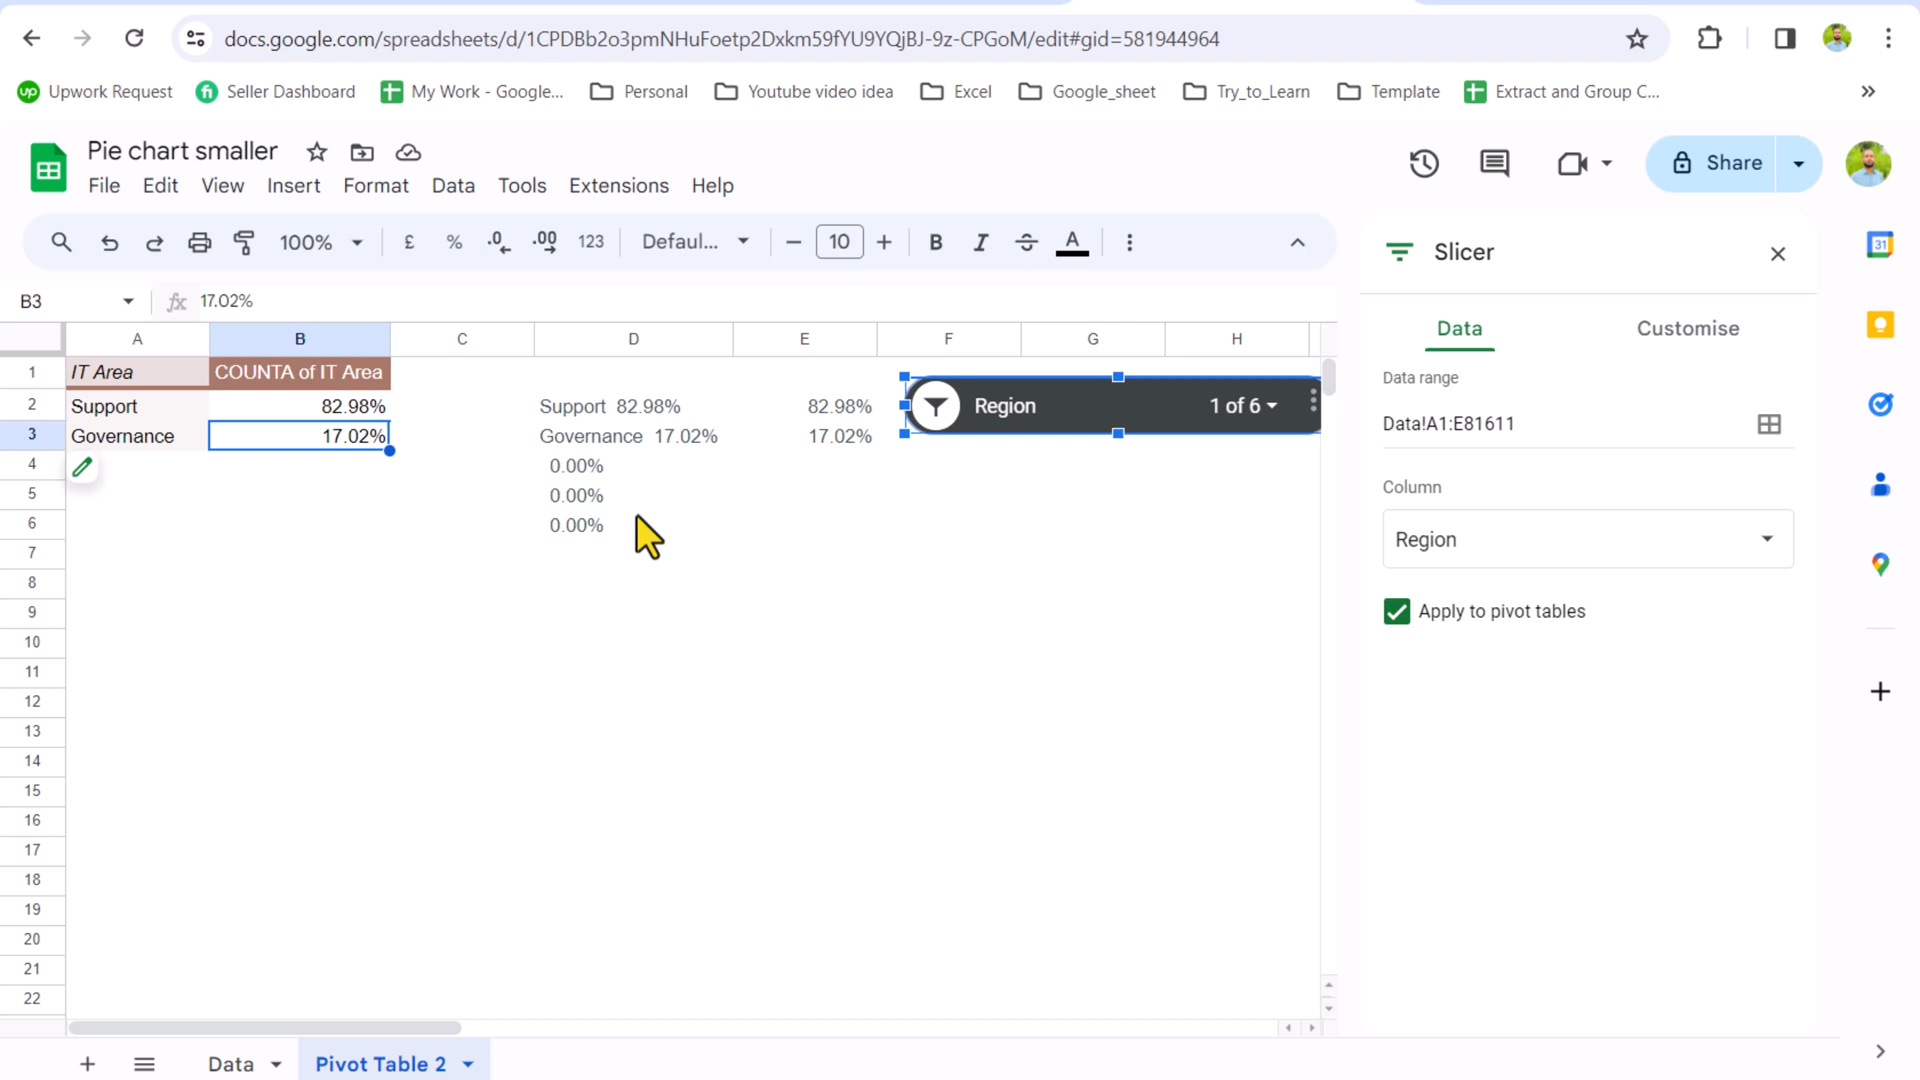 docs.google.com/spreadsheets/d/1CPDBb2o3pmNHuFoetp2Dxkm59fYU9YQjBJ-9z-CPGoM/edit#gid=581944964
up Upwork Request fi Seller Dashboard My Work - Google... Personal Youtube video idea Excel Google_sheet Try_to_Learn Template Extract and Group C...
Pie chart smaller
File Edit View Insert Format Data Tools Extensions Help
Share
100% £ % .0 .00 123 Defaul... 10 B I S A
Slicer
31
B3 fx 17.02%
Data Customise
A B C D E F G H
1 IT Area COUNTA of IT Area
Data range
2 Support 82.98% Support 82.98% 82.98% Region 1 of 6
Data!A1:E81611
3 Governance 17.02% Governance 17.02% 17.02%
4 0.00%
Column
5 0.00%
6 0.00%
Region
7
8
9
Apply to pivot tables
10
11
12
13
14
15
16
17
18
19
20
21
22
Data Pivot Table 2